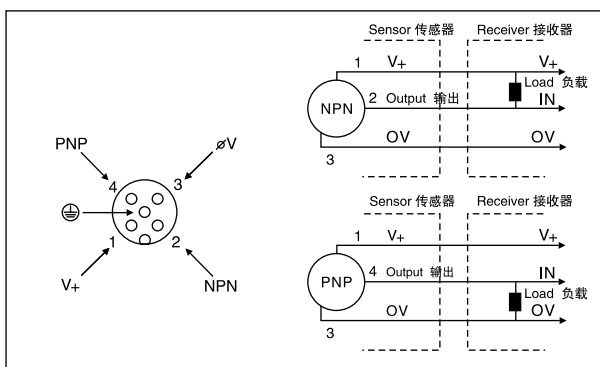 Sensor 传感器 Receiver 接收器
1 V+ V+
Load 负载
NPN 2 Output 输出 IN
OV OV
3
PNP øV
4 3
1 2
V+ NPN
Sensor 传感器 Receiver 接收器
1 V+ V+
PNP 4 Output 输出 IN
Load 负载
OV OV
3